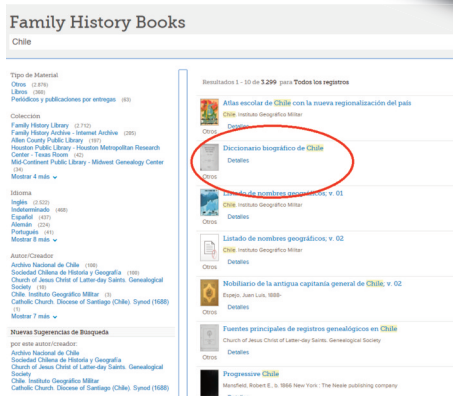 Family History Books
Chile
Tipo de Material
Otros (2.876)
Libros (368)
Periódicos y publicaciones por entregas (93)
Colección
Family History Library (2.712)
Family History Archive - Internet Archive (285)
Allen County Public Library (197)
Houston Public Library - Houston Metropolitan Research
Center - Texas Room (42)
Mid-Continent Public Library - Midwest Genealogy Center
(34)
Mostrar 4 más
Idioma
Inglés (2.522)
Indeterminado (468)
Español (437)
Alemán (224)
Portugués (41)
Mostrar 8 más
Autor/Creador
Archivo Nacional de Chile (166)
Sociedad Chilena de Historia y Geografía (166)
Church of Jesus Christ of Latter-day Saints. Genealogical
Society (10)
Chile. Instituto Geográfico Militar (3)
Catholic Church. Diocese of Santiago (Chile). Synod (1688)
(1)
Mostrar 7 más
Nuevas Sugerencias de Búsqueda
por este autor/creador:
Archivo Nacional de Chile
Sociedad Chilena de Historia y Geografía
Church of Jesus Christ of Latter-day Saints. Genealogical
Society
Chile. Instituto Geográfico Militar
Catholic Church. Diocese of Santiago (Chile). Synod (1688)
Resultados 1 - 10 de 3.299 para Todos los registros
Atlas escolar de Chile con la nueva regionalización del país
Chile. Instituto Geográfico Militar
Detalles
Otros
Diccionario biográfico de Chile
Detalles
Otros
Listado de nombres geográficos, v. 01
Chile. Instituto Geográfico Militar
Detalles
Otros
Listado de nombres geográficos; v. 02
Chile. Instituto Geográfico Militar
Detalles
Otros
Nobiliario de la antigua capitanía general de Chile; v. 02
Espejo, Juan Luis, 1888-
Detalles
Otros
Fuentes principales de registros genealógicos en Chile
Church of Jesus Christ of Latter-day Saints. Genealogical Society
Detalles
Otros
Progressive Chile
Mansfield, Robert E., b. 1866 New York : The Neale publishing company
Detalles